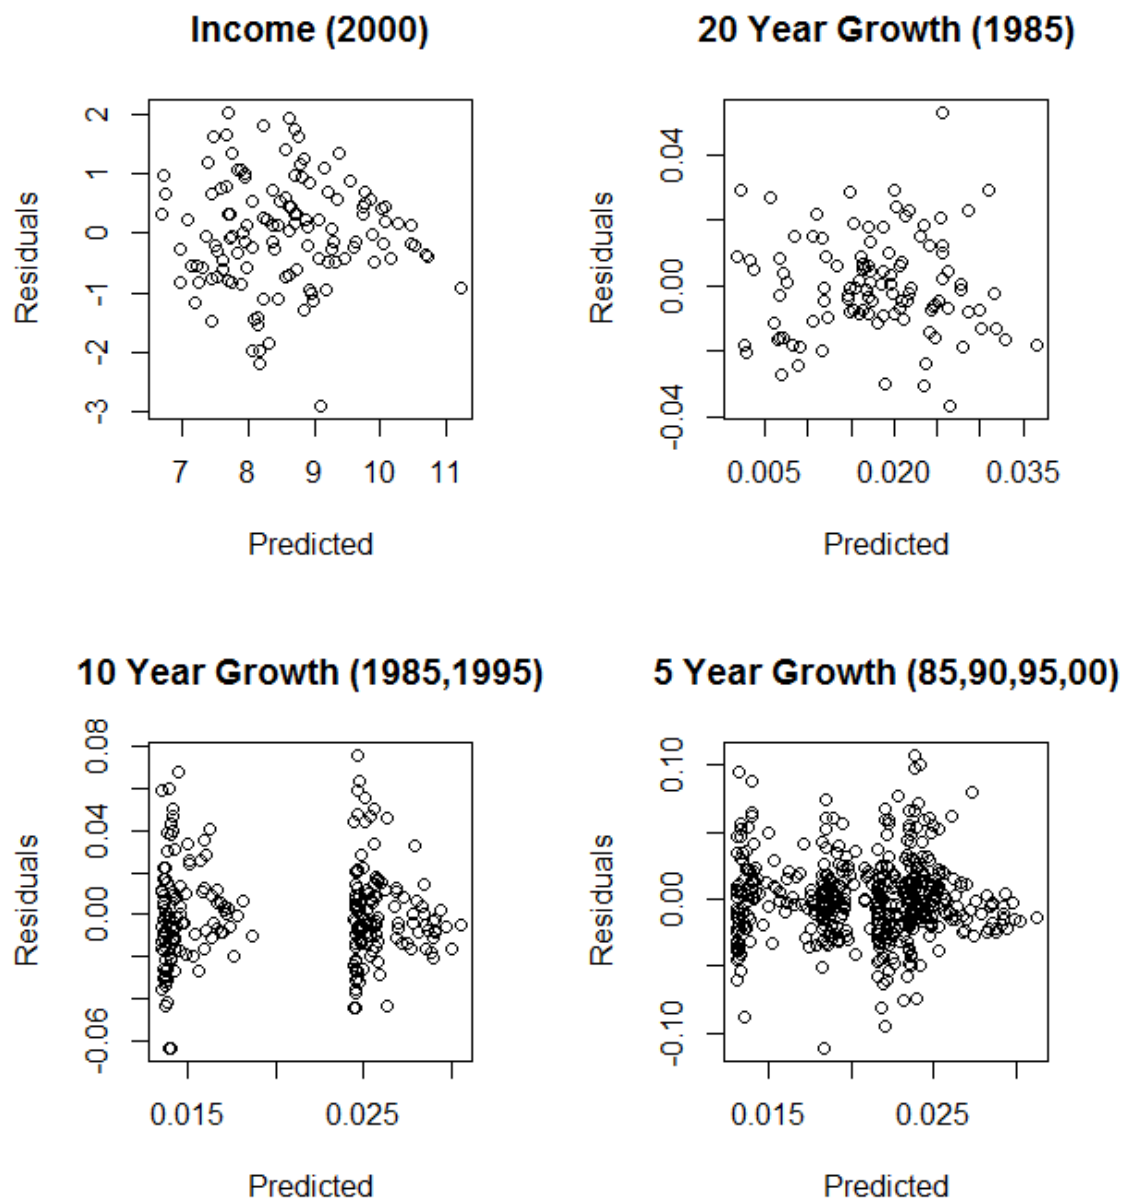 Income (2000)
2
1
0
-1
-2
-3
Residuals
7 8 9 10 11
Predicted
20 Year Growth (1985)
0.04
0.00
-0.04
Residuals
0.005 0.020 0.035
Predicted
10 Year Growth (1985,1995)
0.08
0.04
0.00
-0.06
Residuals
0.015 0.025
Predicted
5 Year Growth (85,90,95,00)
0.10
0.00
-0.10
Residuals
0.015 0.025
Predicted